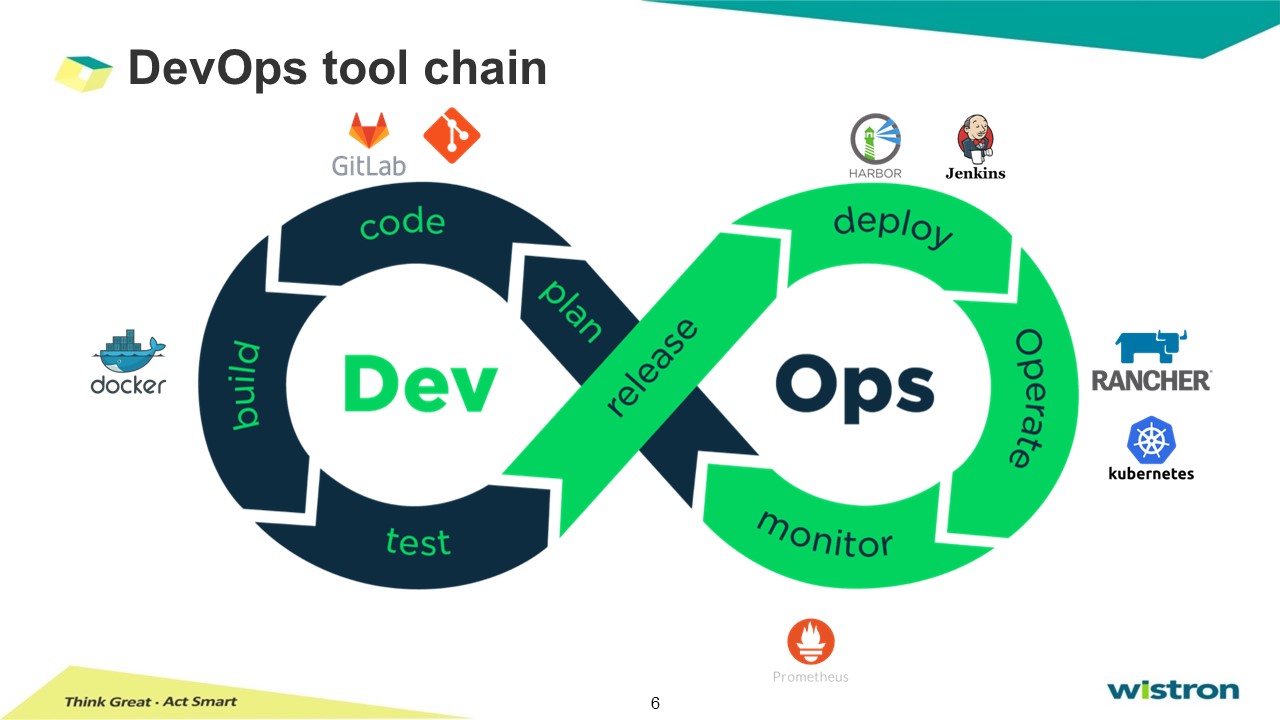 DevOps tool chain
GitLab
HARBOR
Jenkins
code
deploy
plan
release
build
Dev
Ops
Operate
docker
RANCHER
kubernetes
test
monitor
Prometheus
Think Great · Act Smart
6
wistron